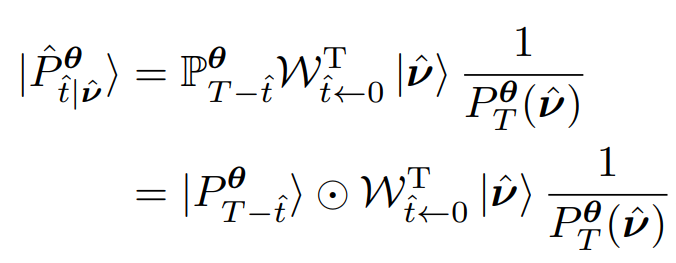 |\hat{P}^{\boldsymbol{\theta}}_{\hat{t}|\hat{\boldsymbol{\nu}}}\rangle = \mathbb{P}^{\boldsymbol{\theta}}_{T-\hat{t}} \mathcal{W}^{\mathrm{T}}_{\hat{t}\leftarrow 0} |\hat{\boldsymbol{\nu}}\rangle \frac{1}{P^{\boldsymbol{\theta}}_{T}(\hat{\boldsymbol{\nu}})}
= |P^{\boldsymbol{\theta}}_{T-\hat{t}}\rangle \odot \mathcal{W}^{\mathrm{T}}_{\hat{t}\leftarrow 0} |\hat{\boldsymbol{\nu}}\rangle \frac{1}{P^{\boldsymbol{\theta}}_{T}(\hat{\boldsymbol{\nu}})}